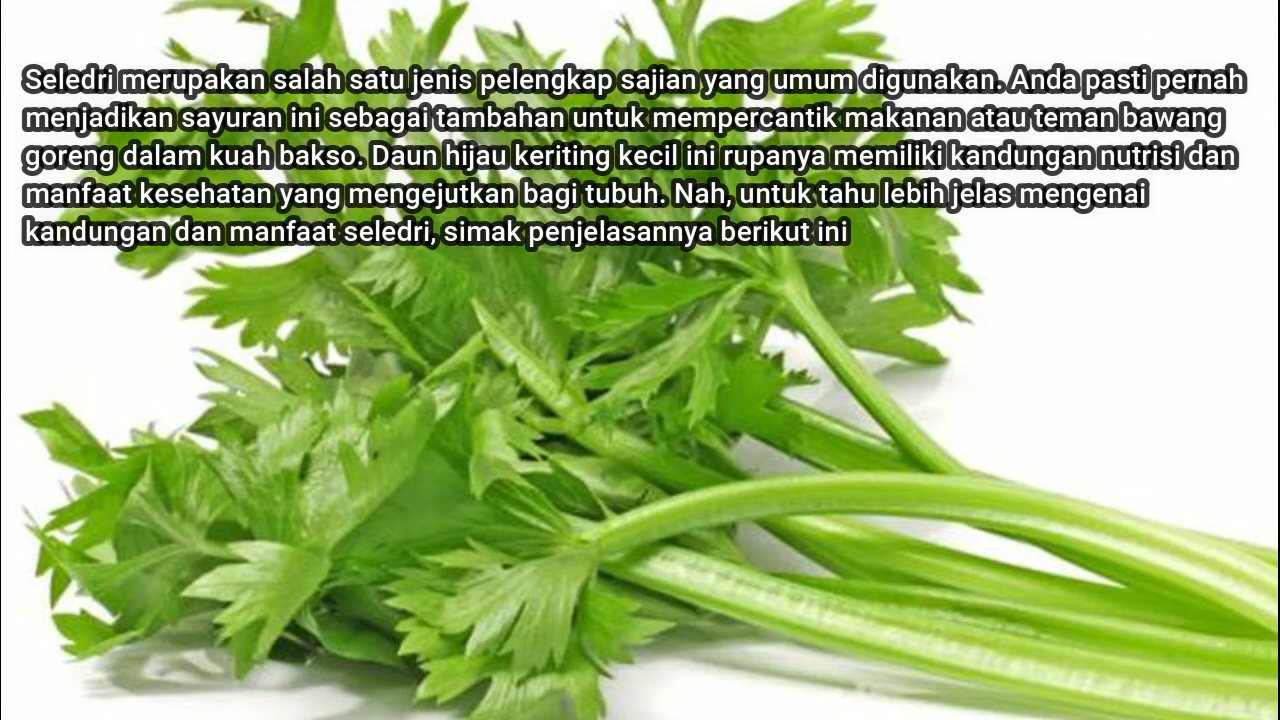 Seledri merupakan salah satu jenis pelengkap sajian yang umum digunakan. Anda pasti pernah
menjadikan sayuran ini sebagai tambahan untuk mempercantik makanan atau teman bawang
goreng dalam kuah bakso. Daun hijau keriting kecil ini rupanya memiliki kandungan nutrisi dan
manfaat kesehatan yang mengejutkan bagi tubuh. Nah, untuk tahu lebih jelas mengenai
kandungan dan manfaat seledri, simak penjelasannya berikut ini